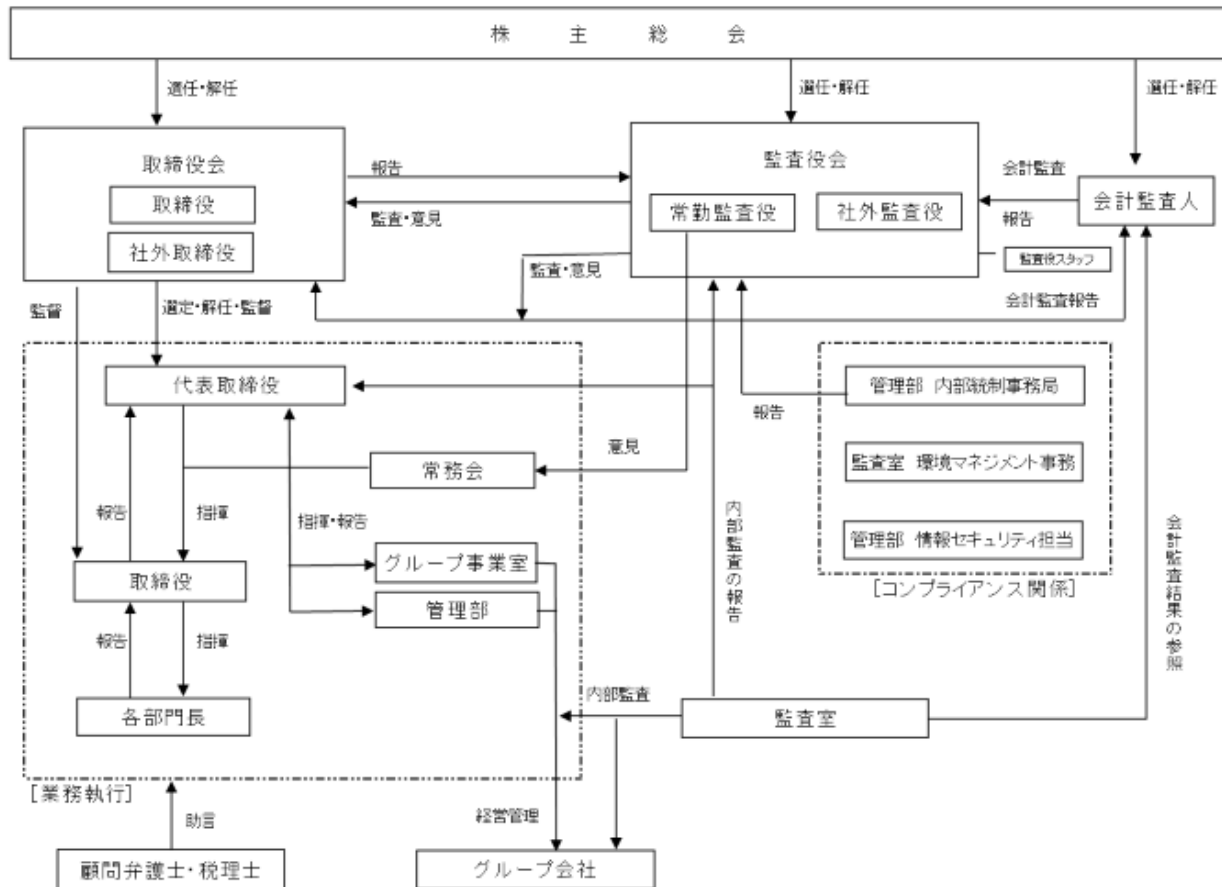 株主総会
適任・解任
選任・解任
選任・解任
取締役会
取締役
社外取締役
報告
監査・意見
監査役会
常勤監査役
社外監査役
会計監査
報告
会計監査人
監査役スタッフ
監査・意見
会計監査報告
監督
選定・解任・監督
代表取締役
管理部 内部統制事務局
報告
意見
常務会
監査室 環境マネジメント事務
報告
指揮
指揮・報告
内部監査の報告
管理部 情報セキュリティ担当
[コンプライアンス関係]
会計監査結果の参照
グループ事業室
取締役
管理部
報告
指揮
各部門長
内部監査
監査室
[業務執行]
助言
経営管理
顧問弁護士・税理士
グループ会社